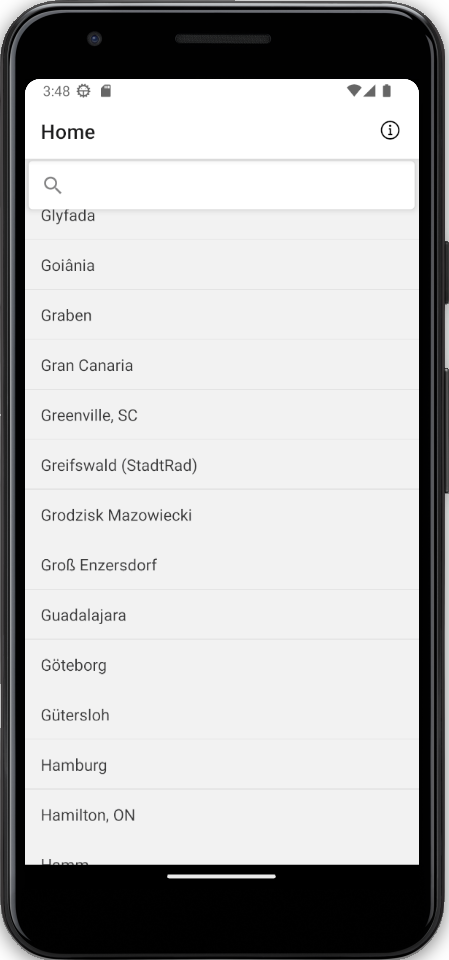 3:48
Home
Glyfada
Goiânia
Graben
Gran Canaria
Greenville, SC
Greifswald (StadtRad)
Grodzisk Mazowiecki
Groß Enzersdorf
Guadalajara
Göteborg
Gütersloh
Hamburg
Hamilton, ON
Hamm